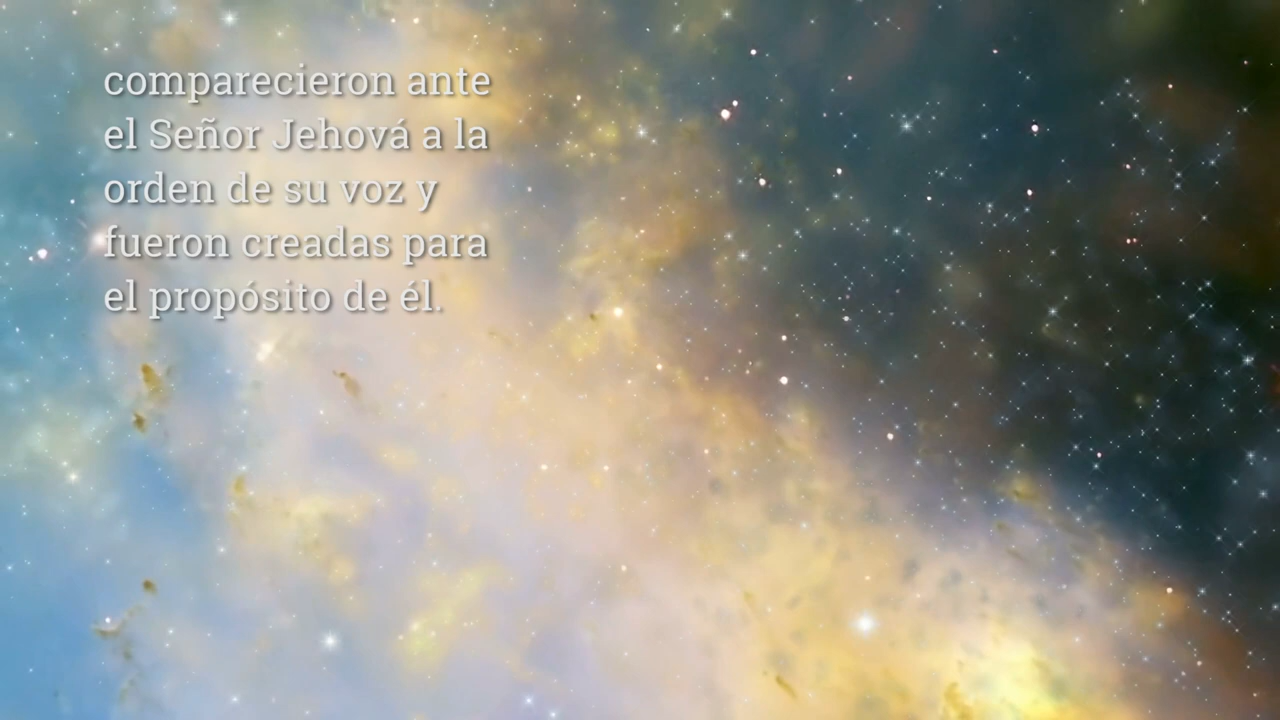 comparecieron ante
el Señor Jehová a la
orden de su voz y
fueron creadas para
el propósito de él.